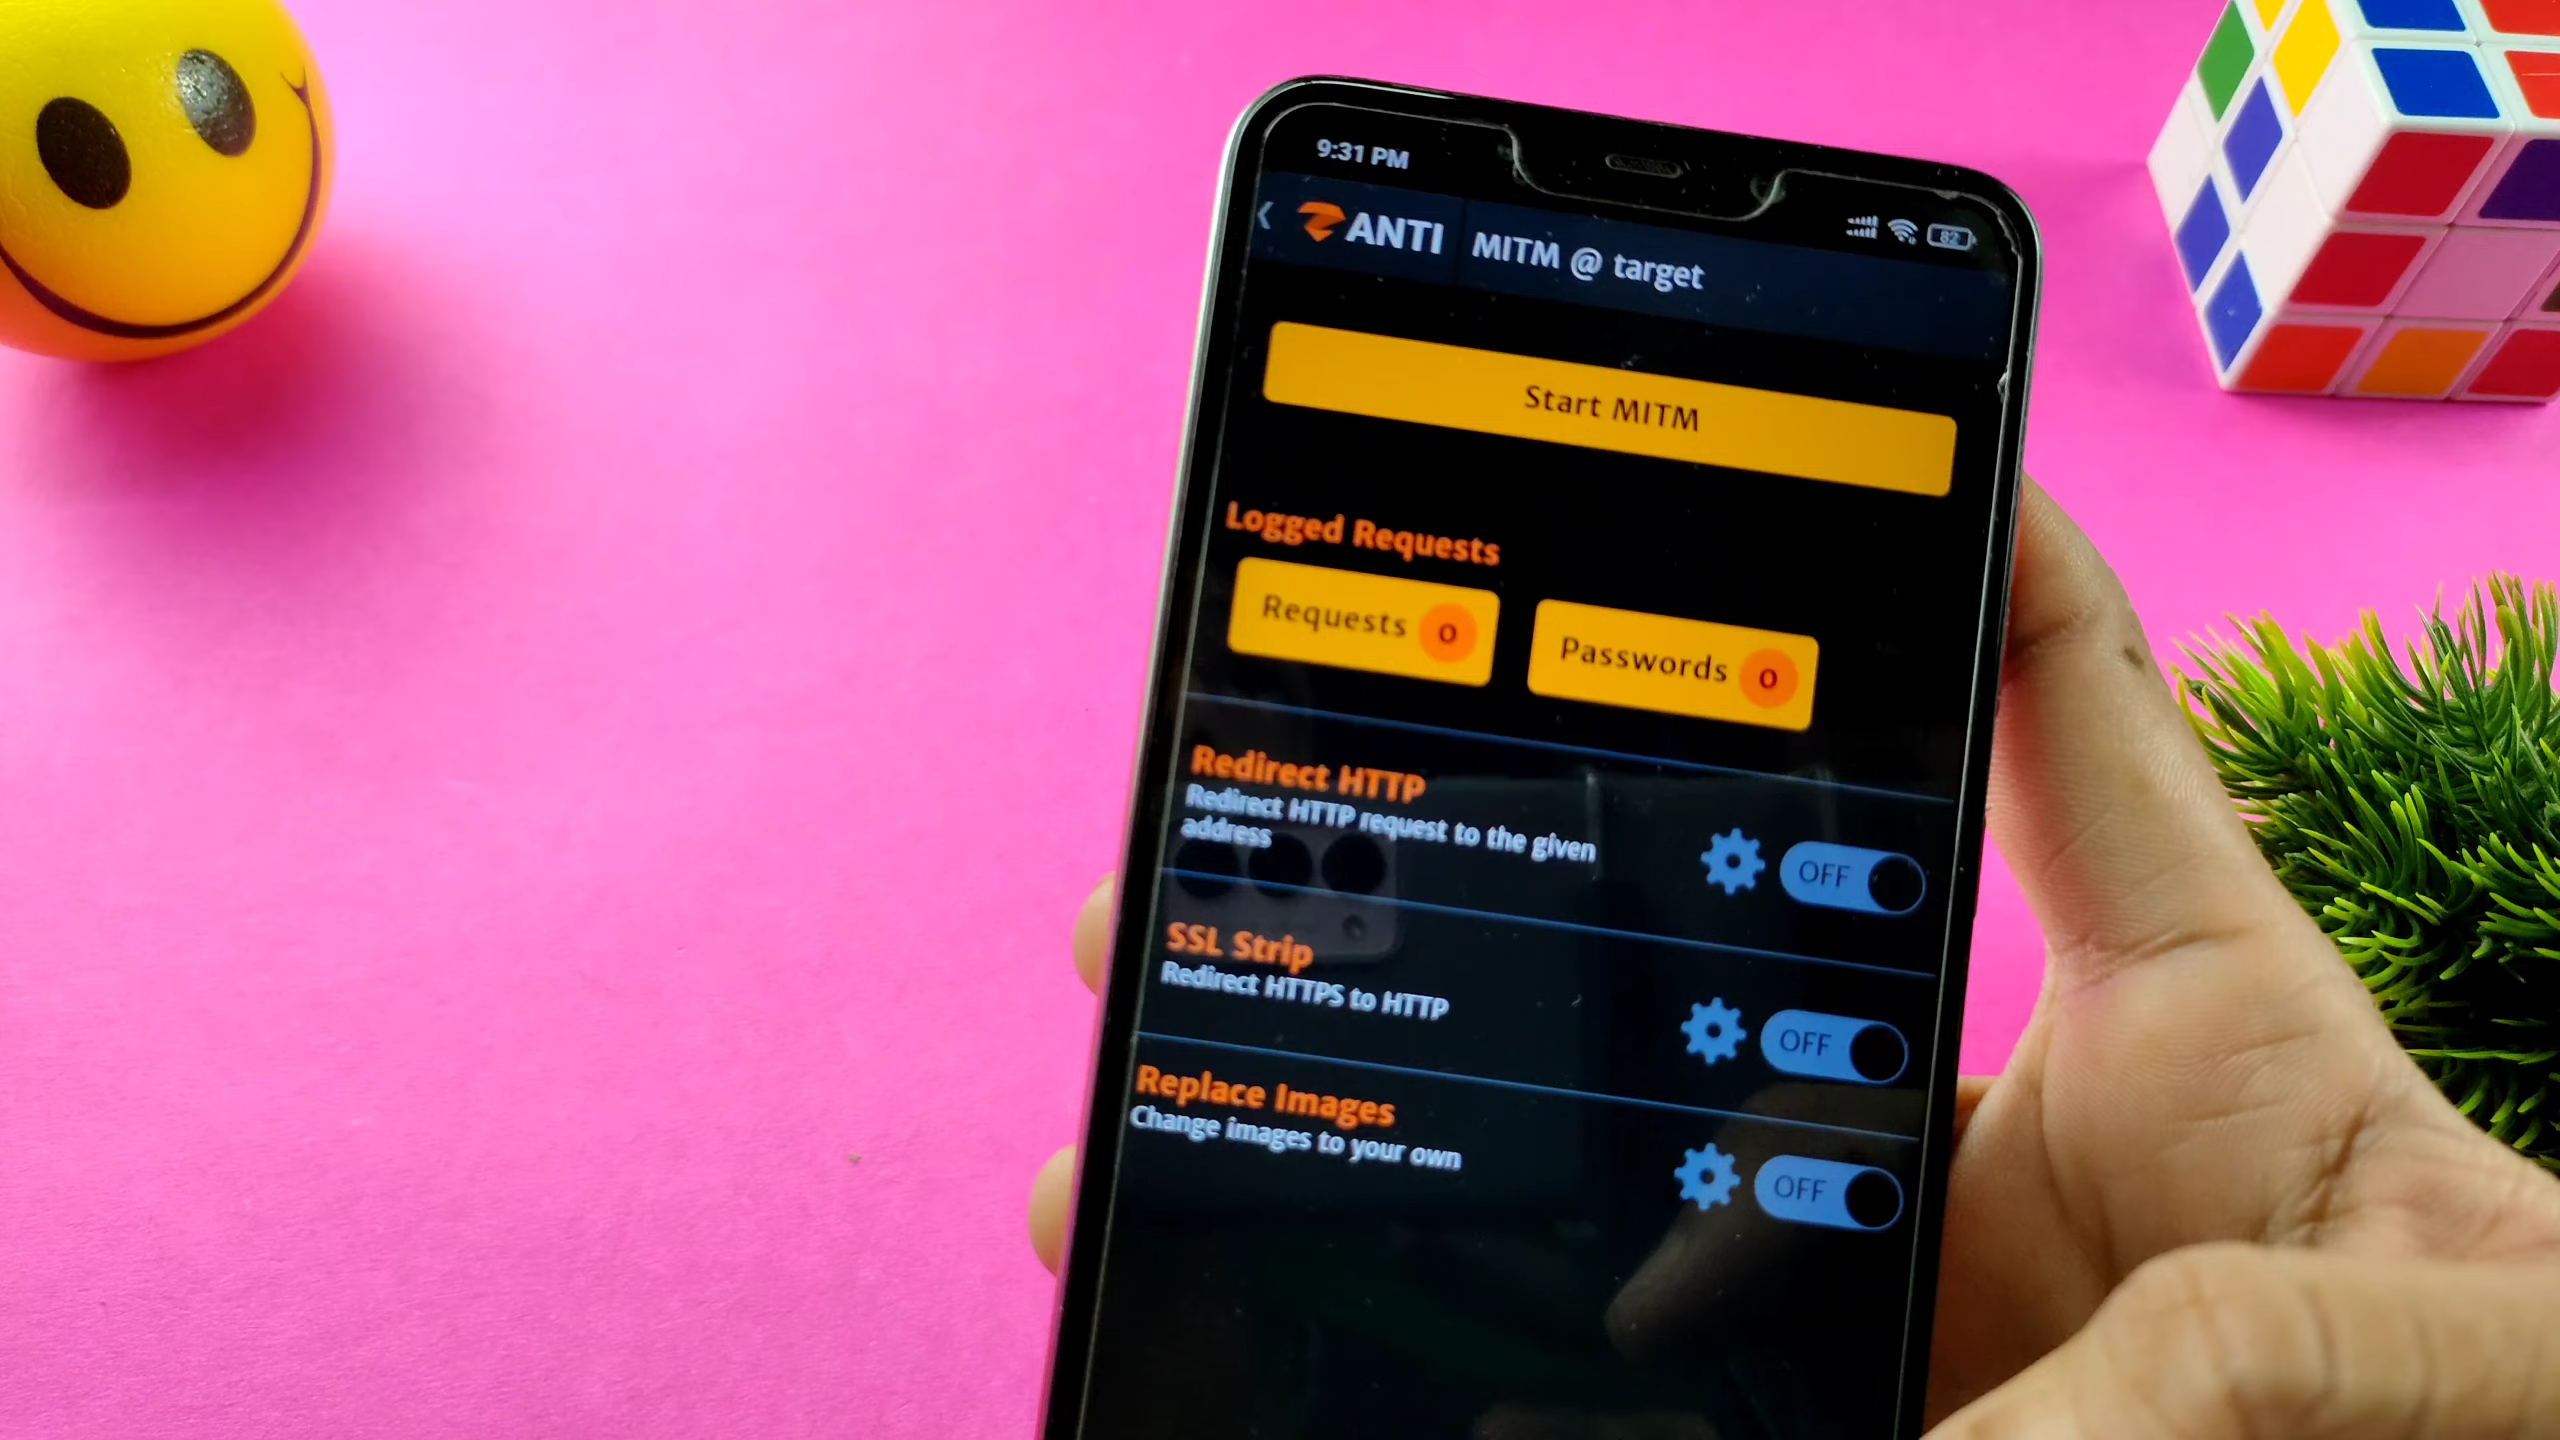 9:31 PM
82
ZANTI MITM @ target
Start MITM
Logged Requests
Requests 0
Passwords 0
Redirect HTTP
Redirect HTTP request to the given
address
OFF
SSL Strip
Redirect HTTPS to HTTP
OFF
Replace Images
Change images to your own
OFF